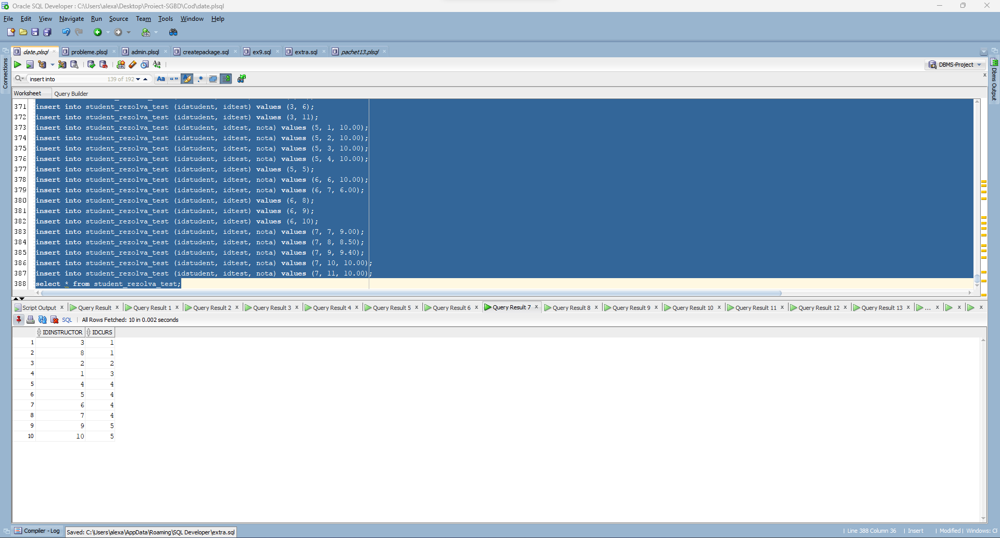 Oracle SQL Developer : C:\Users\alexa\Desktop\Proiect-SGBD\Cod\date.plsql
File Edit View Navigate Run Source Team Tools Window Help
date.plsql probleme.plsql admin.plsql createpackage.sql ex9.sql extra.sql pachet13.plsql
Connections
DBMS-Project
Dbms Output
insert into 139 of 192
Worksheet Query Builder
371 insert into student_rezolva_test (idstudent, idtest) values (3, 6);
372 insert into student_rezolva_test (idstudent, idtest) values (3, 11);
373 insert into student_rezolva_test (idstudent, idtest, nota) values (5, 1, 10.00);
374 insert into student_rezolva_test (idstudent, idtest, nota) values (5, 2, 10.00);
375 insert into student_rezolva_test (idstudent, idtest, nota) values (5, 3, 10.00);
376 insert into student_rezolva_test (idstudent, idtest, nota) values (5, 4, 10.00);
377 insert into student_rezolva_test (idstudent, idtest) values (5, 5);
378 insert into student_rezolva_test (idstudent, idtest, nota) values (6, 6, 10.00);
379 insert into student_rezolva_test (idstudent, idtest, nota) values (6, 7, 6.00);
380 insert into student_rezolva_test (idstudent, idtest) values (6, 8);
381 insert into student_rezolva_test (idstudent, idtest) values (6, 9);
382 insert into student_rezolva_test (idstudent, idtest) values (6, 10);
383 insert into student_rezolva_test (idstudent, idtest, nota) values (7, 7, 9.00);
384 insert into student_rezolva_test (idstudent, idtest, nota) values (7, 8, 8.50);
385 insert into student_rezolva_test (idstudent, idtest, nota) values (7, 9, 9.40);
386 insert into student_rezolva_test (idstudent, idtest, nota) values (7, 10, 10.00);
387 insert into student_rezolva_test (idstudent, idtest, nota) values (7, 11, 10.00);
388 select * from student_rezolva_test;
Script Output x Query Result x Query Result 1 x Query Result 2 x Query Result 3 x Query Result 4 x Query Result 5 x Query Result 6 x Query Result 7 x Query Result 8 x Query Result 9 x Query Result 10 x Query Result 11 x Query Result 12 x Query Result 13 x ... x x x
SQL | All Rows Fetched: 10 in 0.002 seconds
IDINSTRUCTOR IDCURS
1 3 1
2 8 1
3 2 2
4 1 3
5 4 4
6 5 4
7 6 4
8 7 4
9 9 5
10 10 5
Compiler - Log Saved: C:\Users\alexa\AppData\Roaming\SQL Developer\extra.sql
| Line 388 Column 36 | Insert | Modified | Windows: CF